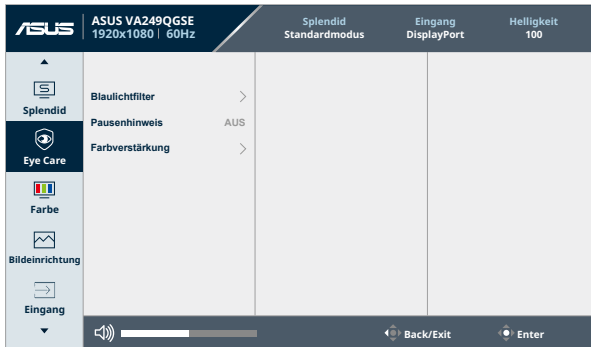 ASUS
ASUS VA249QGSE
1920x1080 | 60Hz
Splendid
Standardmodus
Eingang
DisplayPort
Helligkeit
100
S
Splendid
Eye Care
Farbe
Bildeinrichtung
Eingang
Blaulichtfilter
Pausenhinweis AUS
Farbverstärkung
Back/Exit
Enter